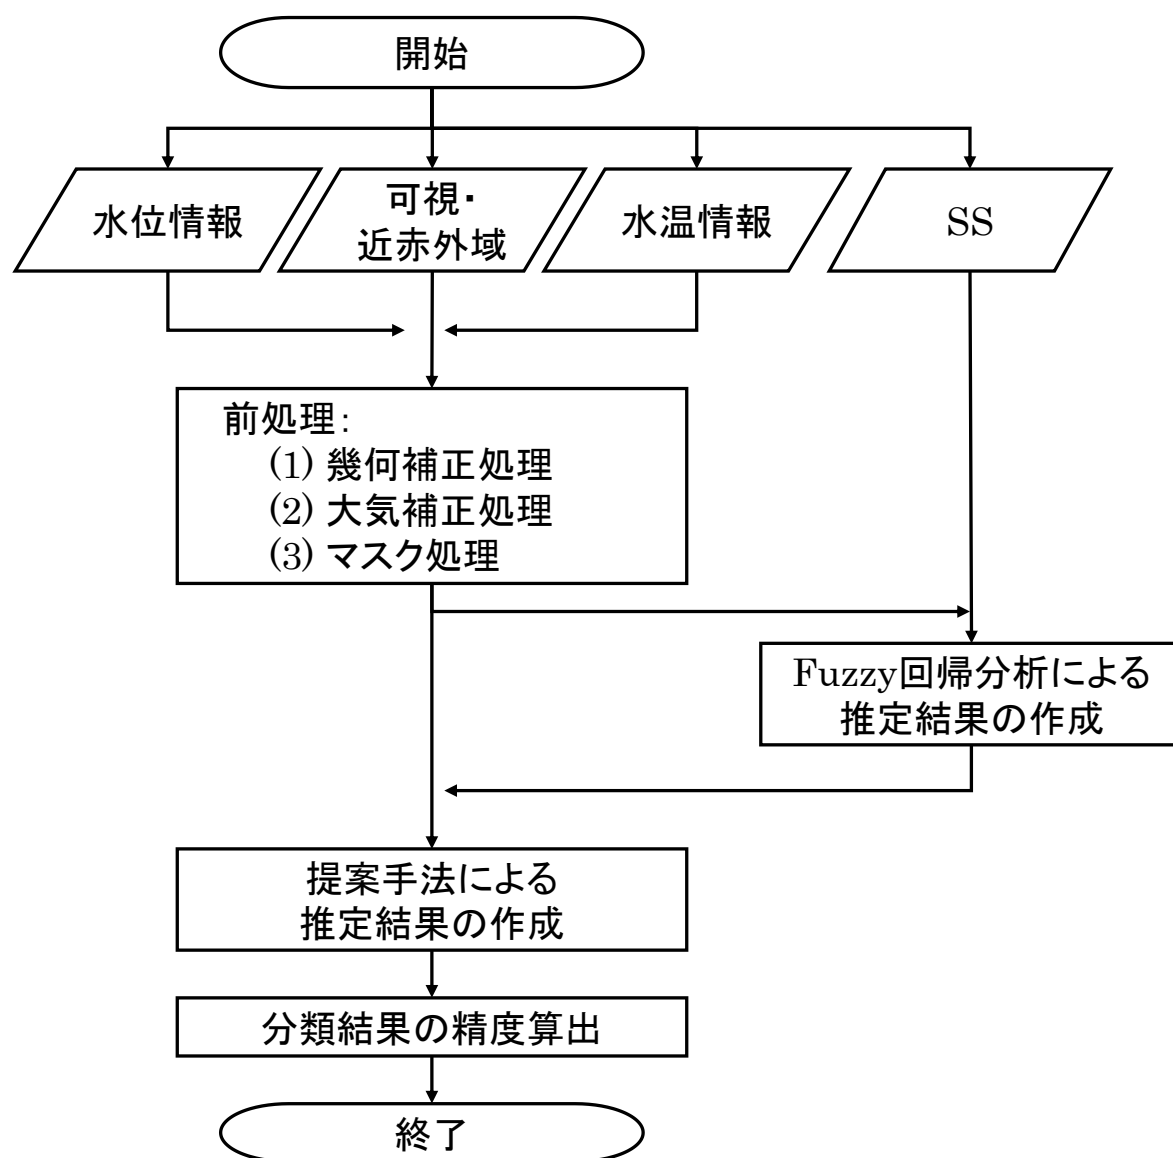 開始
水位情報
可視・
近赤外域
水温情報
SS
前処理:
(1) 幾何補正処理
(2) 大気補正処理
(3) マスク処理
Fuzzy回帰分析による
推定結果の作成
提案手法による
推定結果の作成
分類結果の精度算出
終了